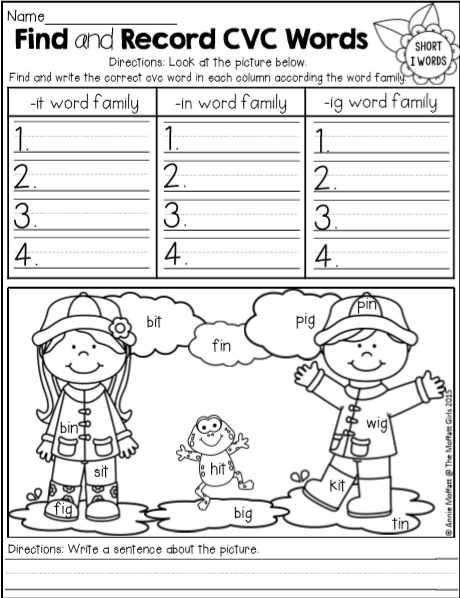 Name
Find and Record CVC Words
SHORT
I WORDS
Directions: Look at the picture below.
Find and write the correct cvc word in each column according the word family.
-it word family -in word family -ig word family
1. 1. 1.
2. 2. 2.
3. 3. 3.
4. 4. 4.
bit
fin
pig
pin
bin
wig
sit
hit
kit
fig
big
tin
© Annie Moffatt @ The Moffatt Girls 2015
Directions: Write a sentence about the picture.